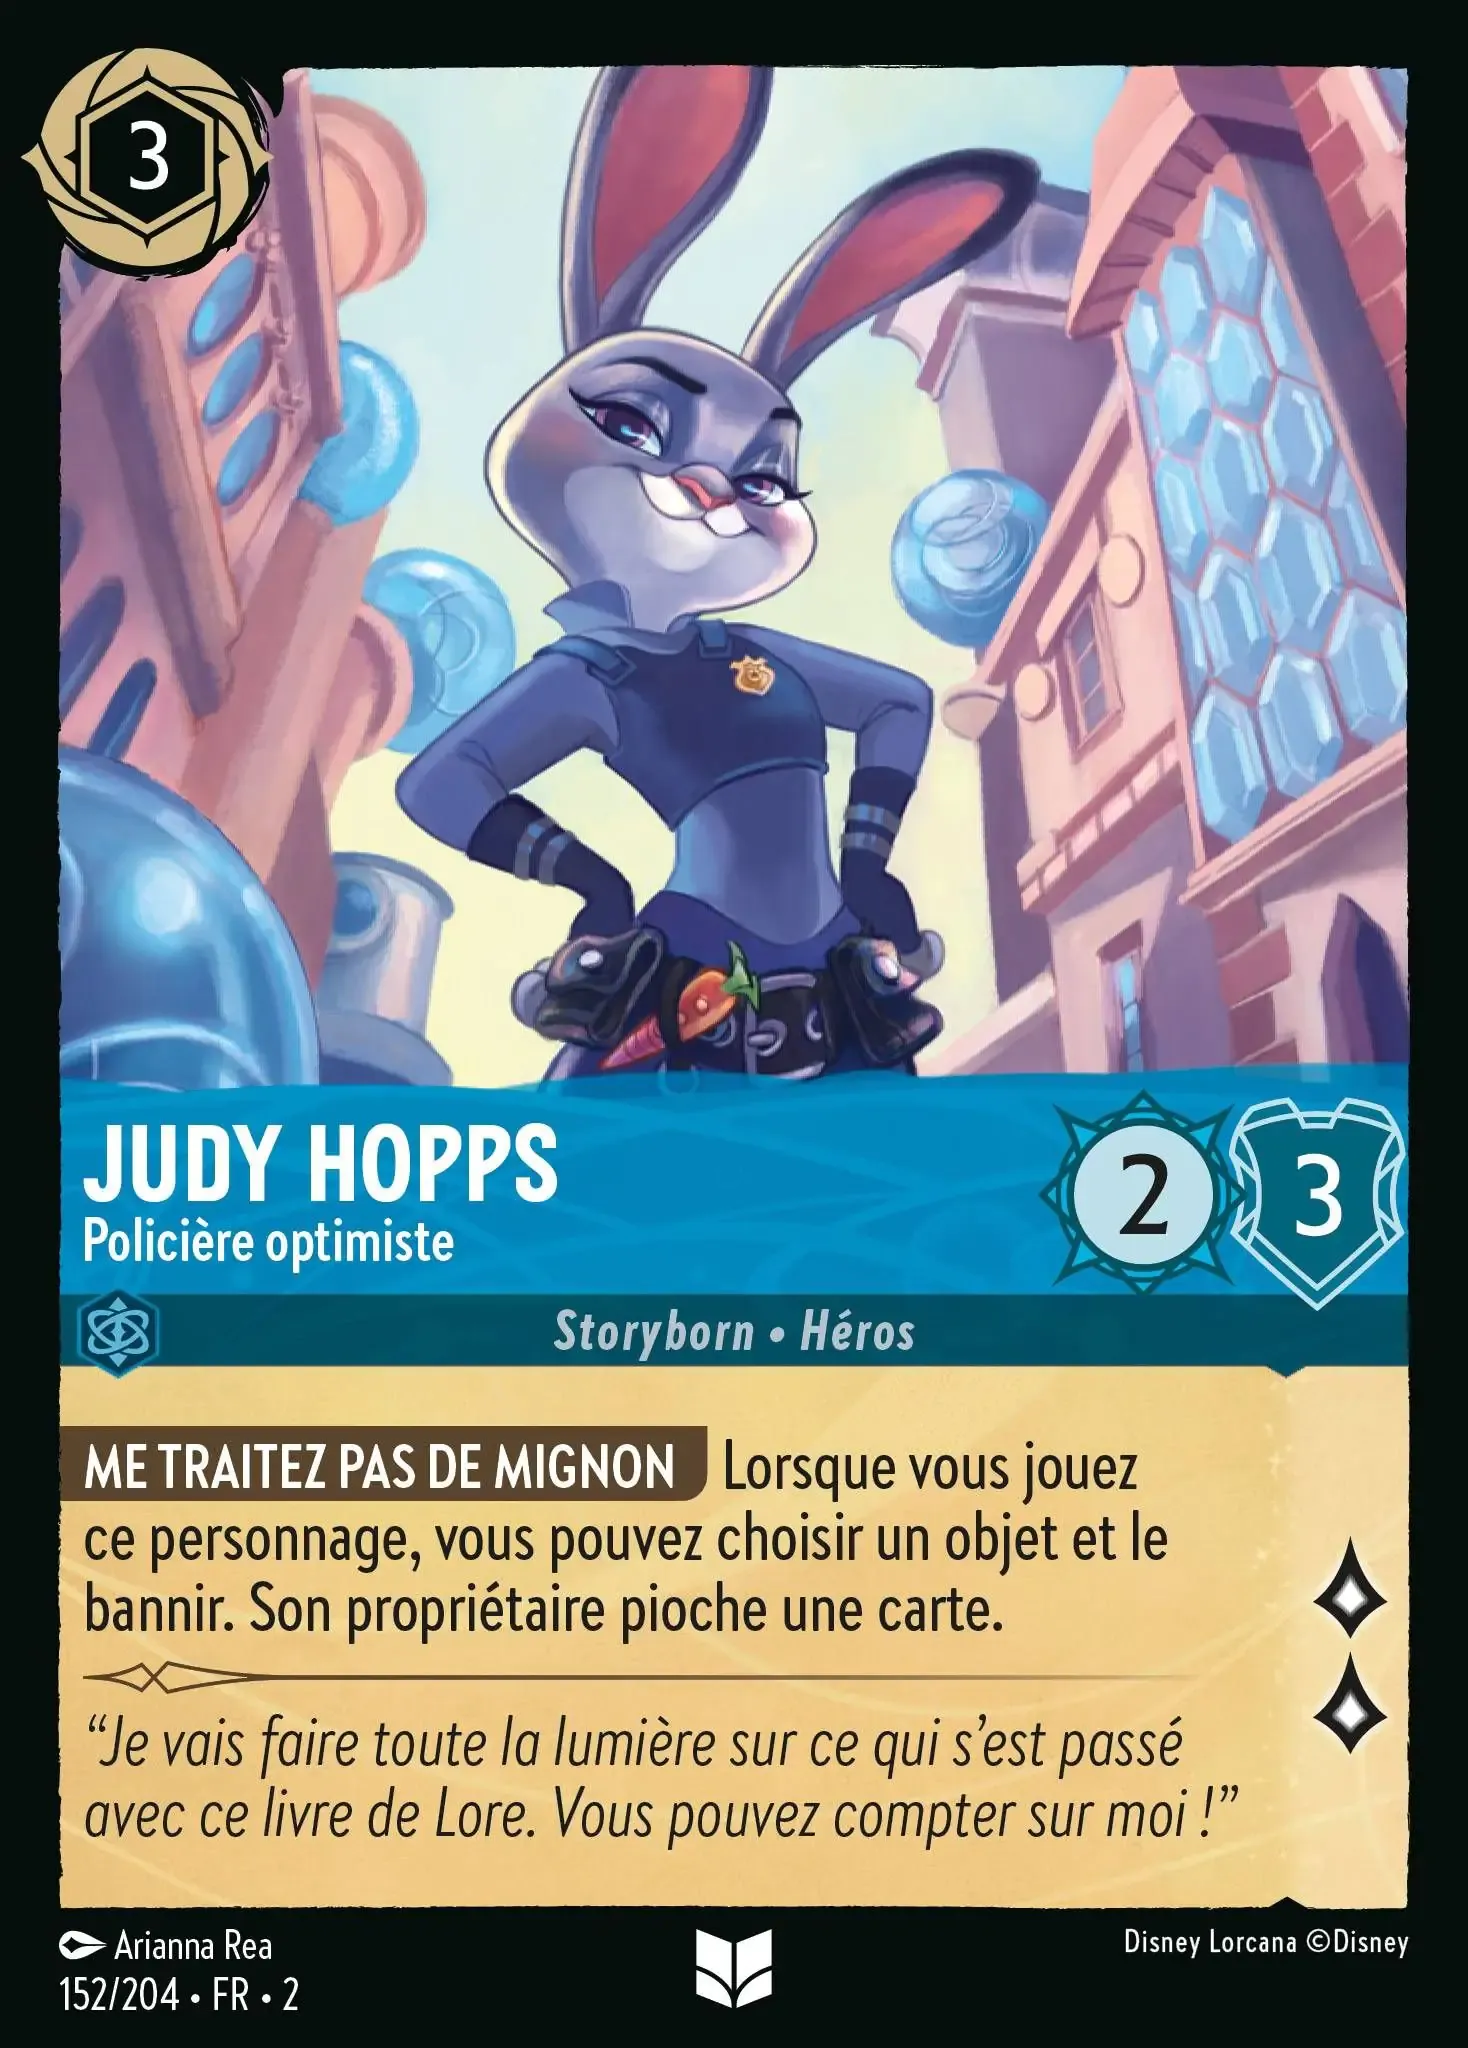 3
JUDY HOPPS
Policière optimiste
2
3
Storyborn • Héros
ME TRAITEZ PAS DE MIGNON Lorsque vous jouez
ce personnage, vous pouvez choisir un objet et le
bannir. Son propriétaire pioche une carte.
“Je vais faire toute la lumière sur ce qui s’est passé
avec ce livre de Lore. Vous pouvez compter sur moi !”
Arianna Rea
Disney Lorcana ©Disney
152/204 • FR • 2